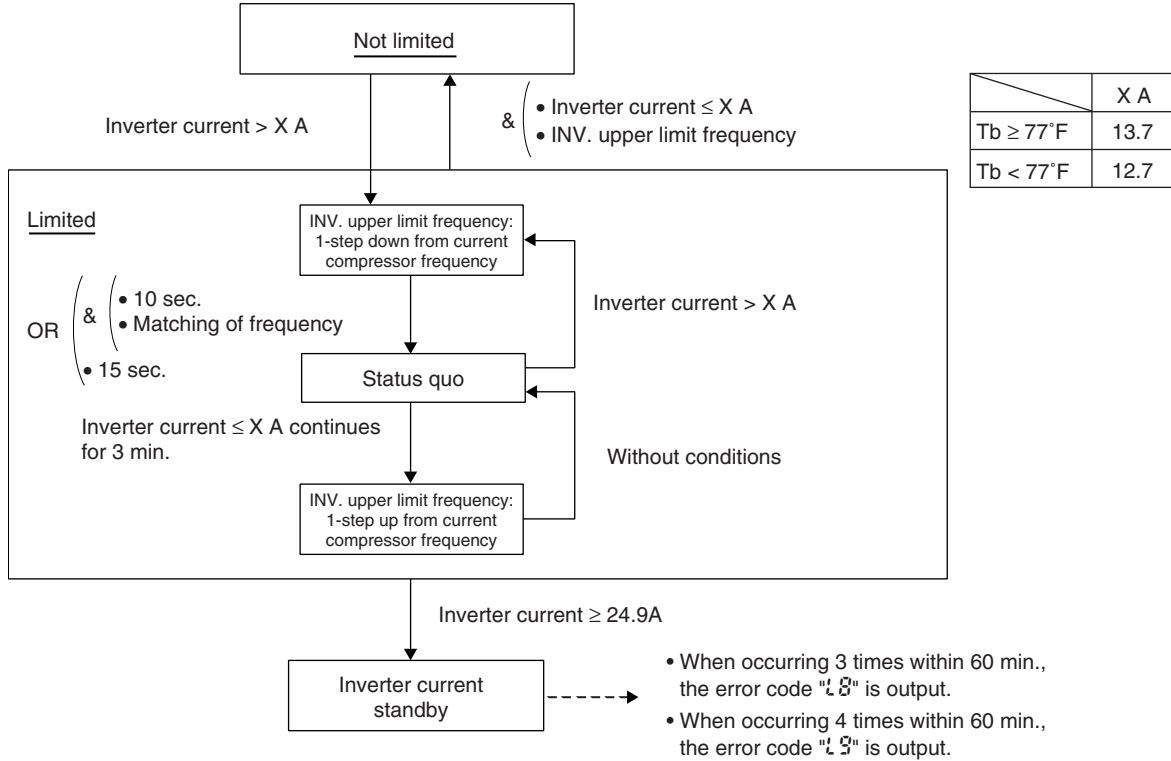 Not limited
Inverter current > X A
&
• Inverter current ≤ X A
• INV. upper limit frequency
X A
Tb ≥ 77°F 13.7
Tb < 77°F 12.7
Limited
INV. upper limit frequency:
1-step down from current
compressor frequency
OR
&
• 10 sec.
• Matching of frequency
• 15 sec.
Inverter current > X A
Status quo
Inverter current ≤ X A continues
for 3 min.
Without conditions
INV. upper limit frequency:
1-step up from current
compressor frequency
Inverter current ≥ 24.9A
Inverter current
standby
• When occurring 3 times within 60 min.,
the error code "L8" is output.
• When occurring 4 times within 60 min.,
the error code "L9" is output.